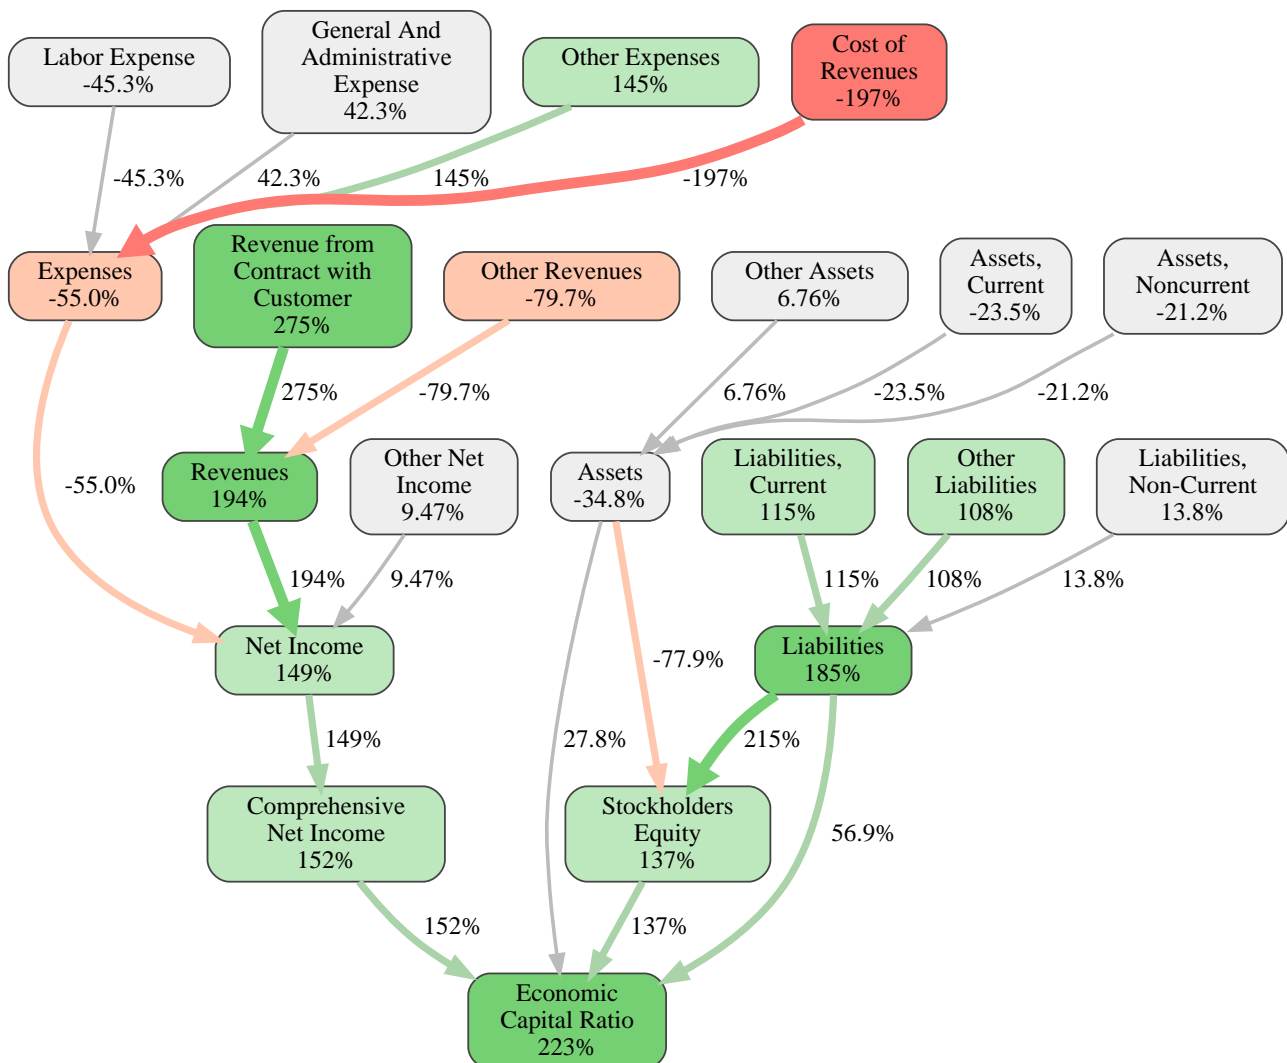 Labor Expense
-45.3%
General And
Administrative
Expense
42.3%
Other Expenses
145%
Cost of
Revenues
-197%
-45.3%
42.3%
145%
-197%
Expenses
-55.0%
Revenue from
Contract with
Customer
275%
Other Revenues
-79.7%
Other Assets
6.76%
Assets,
Current
-23.5%
Assets,
Noncurrent
-21.2%
275%
-79.7%
6.76%
-23.5%
-21.2%
-55.0%
Revenues
194%
Other Net
Income
9.47%
Assets
-34.8%
Liabilities,
Current
115%
Other
Liabilities
108%
Liabilities,
Non-Current
13.8%
194%
9.47%
115%
108%
13.8%
Net Income
149%
-77.9%
Liabilities
185%
149%
27.8%
215%
Comprehensive
Net Income
152%
Stockholders
Equity
137%
56.9%
152%
137%
Economic
Capital Ratio
223%